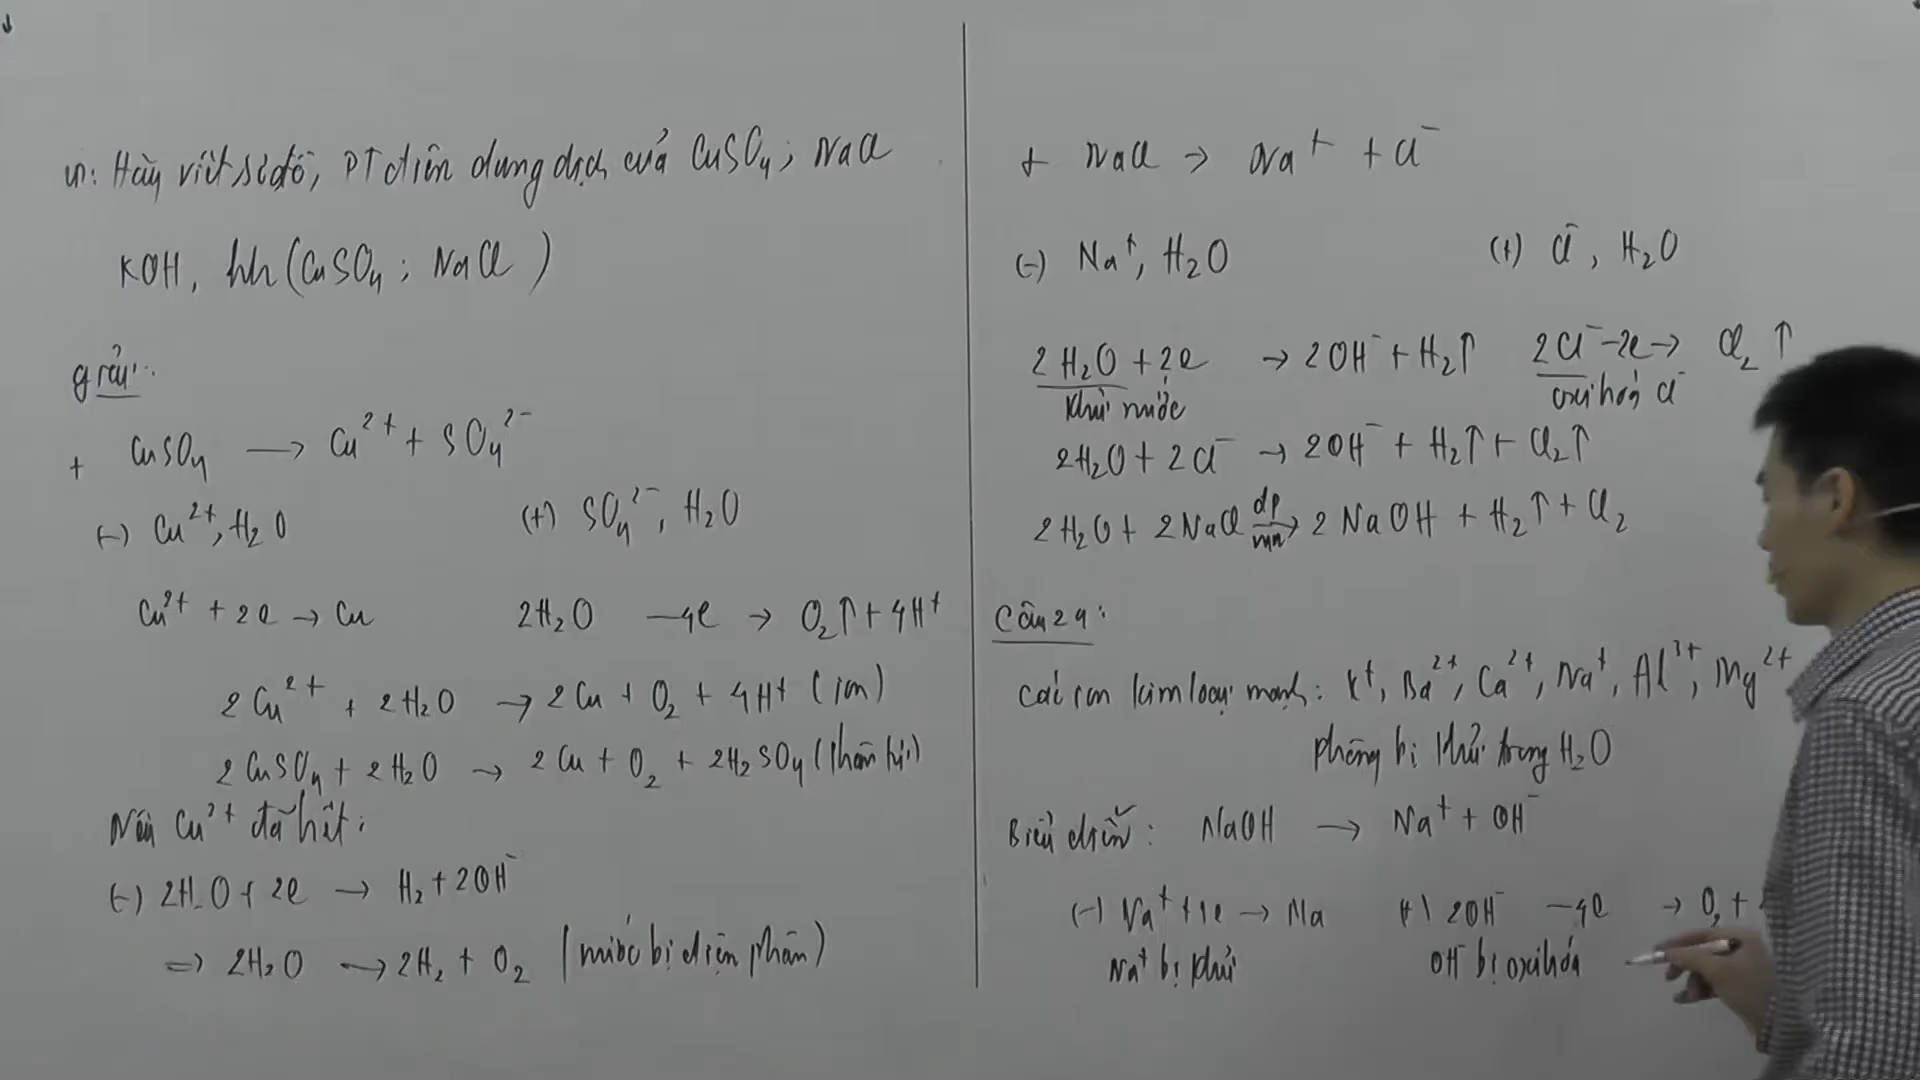 VD: Hãy viết sơ đồ, PT điện dung dịch của CuSO₄; NaCl
KOH, hh (CuSO₄; NaCl)
giải:
+ CuSO₄ → Cu²⁺ + SO₄²⁻
(-) Cu²⁺, H₂O (+) SO₄²⁻, H₂O
Cu²⁺ + 2e → Cu 2H₂O - 4e → O₂↑ + 4H⁺
2Cu²⁺ + 2H₂O → 2Cu + O₂ + 4H⁺ (ion)
2CuSO₄ + 2H₂O → 2Cu + O₂ + 2H₂SO₄ (phân tử)
Nếu Cu²⁺ đã hết:
(-) 2H₂O + 2e → H₂ + 2OH⁻
=> 2H₂O → 2H₂ + O₂ (nước bị điện phân)
+ NaCl → Na⁺ + Cl⁻
(-) Na⁺, H₂O (+) Cl⁻, H₂O
2H₂O + 2e → 2OH⁻ + H₂↑ 2Cl⁻ - 2e → Cl₂↑
Khử nước oxi hoá Cl⁻
2H₂O + 2Cl⁻ → 2OH⁻ + H₂↑ + Cl₂↑
2H₂O + 2NaCl đp mn → 2NaOH + H₂↑ + Cl₂
Câu 29:
Các ion kim loại mạnh: K⁺, Ba²⁺, Ca²⁺, Na⁺, Al³⁺, Mg²⁺
không bị khử trong H₂O
Biểu diễn: NaOH → Na⁺ + OH⁻
(-) Na⁺ + 1e → Na (+) 2OH⁻ - 4e → O₂ +
Na⁺ bị khử OH⁻ bị oxi hóa